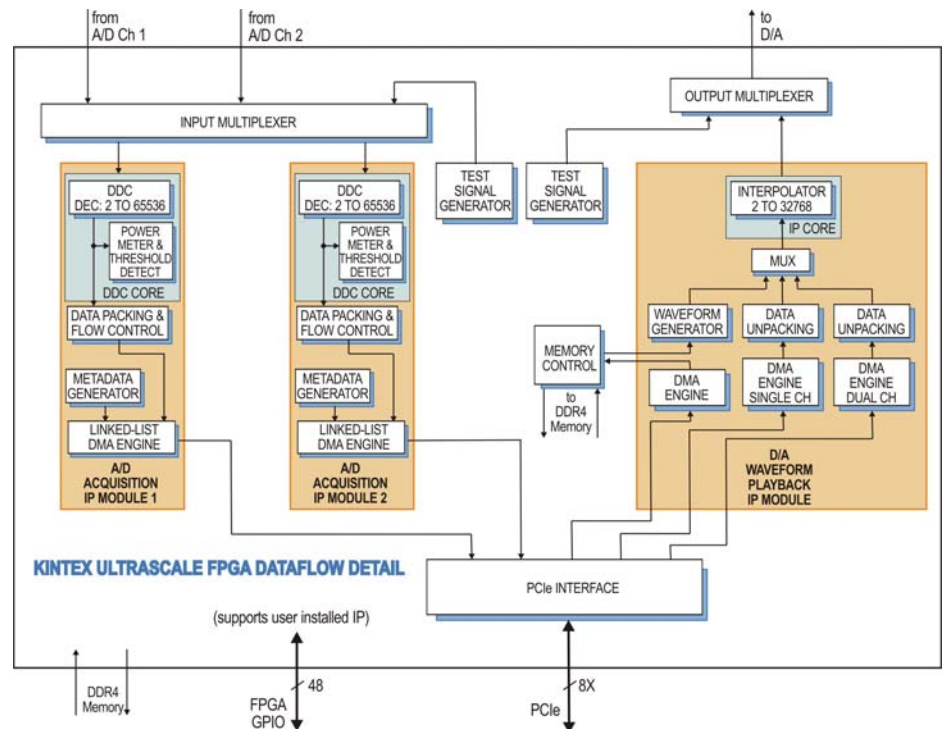 from
A/D Ch 1
from
A/D Ch 2
to
D/A
INPUT MULTIPLEXER
OUTPUT MULTIPLEXER
DDC
DEC: 2 TO 65536
POWER
METER &
THRESHOLD
DETECT
DDC CORE
DATA PACKING &
FLOW CONTROL
METADATA
GENERATOR
LINKED-LIST
DMA ENGINE
A/D
ACQUISITION
IP MODULE 1
DDC
DEC: 2 TO 65536
POWER
METER &
THRESHOLD
DETECT
DDC CORE
DATA PACKING &
FLOW CONTROL
METADATA
GENERATOR
LINKED-LIST
DMA ENGINE
A/D
ACQUISITION
IP MODULE 2
TEST
SIGNAL
GENERATOR
TEST
SIGNAL
GENERATOR
INTERPOLATOR
2 TO 32768
IP CORE
MUX
WAVEFORM
GENERATOR
DATA
UNPACKING
DATA
UNPACKING
MEMORY
CONTROL
to
DDR4
Memory
DMA
ENGINE
DMA
ENGINE
SINGLE CH
DMA
ENGINE
DUAL CH
D/A
WAVEFORM
PLAYBACK
IP MODULE
KINTEX ULTRASCALE FPGA DATAFLOW DETAIL
PCIe INTERFACE
(supports user installed IP)
DDR4
Memory
48
FPGA
GPIO
8X
PCIe